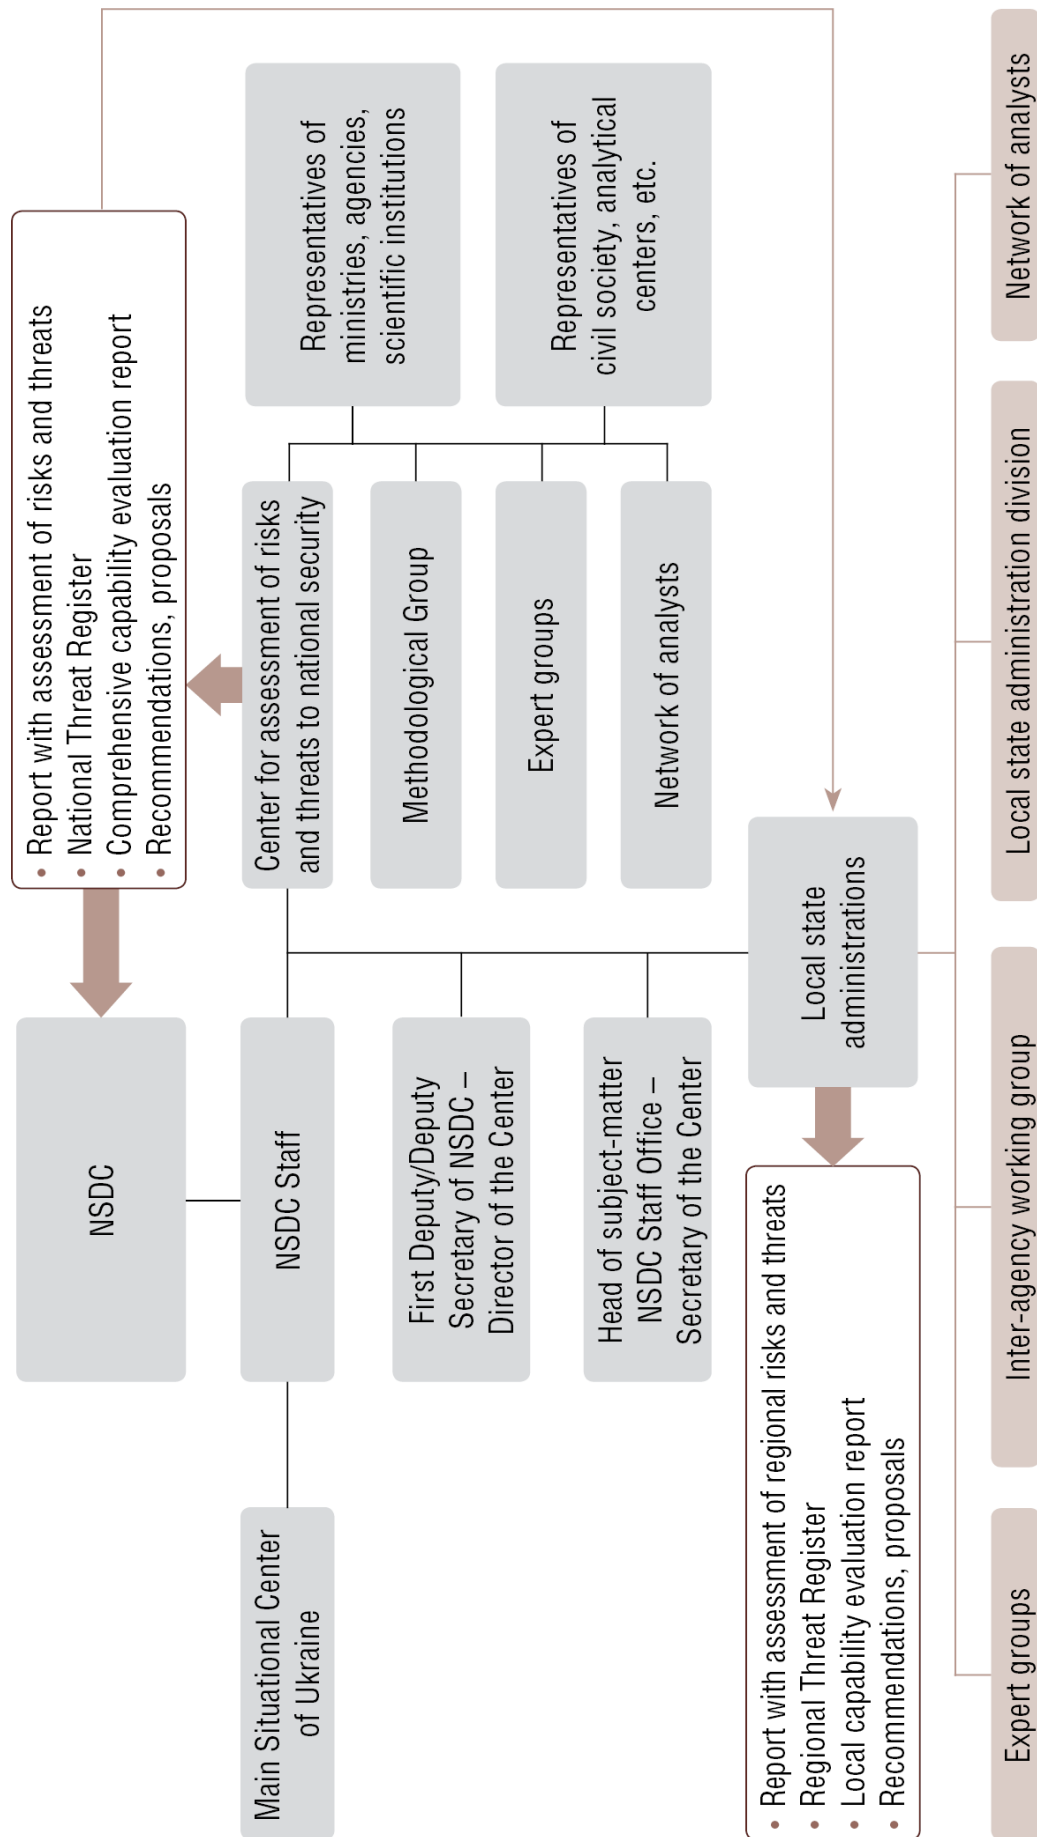 NSDC
• Report with assessment of risks and threats
• National Threat Register
• Comprehensive capability evaluation report
• Recommendations, proposals
Main Situational Center
of Ukraine
NSDC Staff
Center for assessment of risks
and threats to national security
Representatives of
ministries, agencies,
scientific institutions
First Deputy/Deputy
Secretary of NSDC –
Director of the Center
Methodological Group
Expert groups
Representatives of
civil society, analytical
centers, etc.
Head of subject-matter
NSDC Staff Office –
Secretary of the Center
Network of analysts
• Report with assessment of regional risks and threats
• Regional Threat Register
• Local capability evaluation report
• Recommendations, proposals
Local state
administrations
Expert groups
Inter-agency working group
Local state administration division
Network of analysts